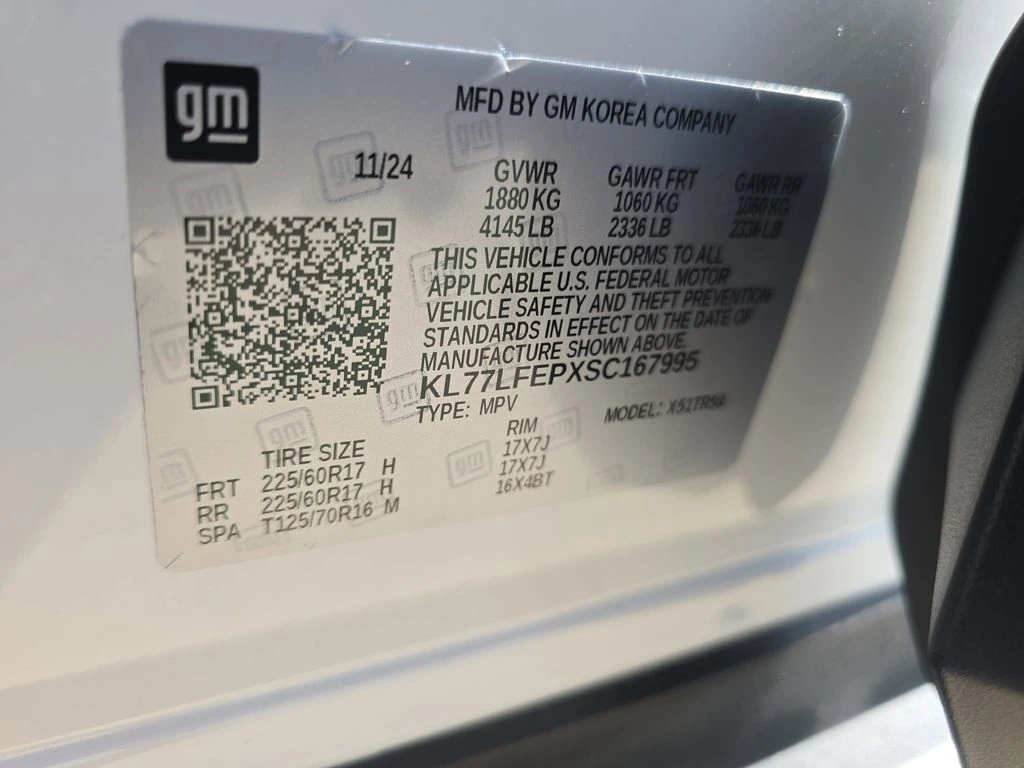 gm
MFD BY GM KOREA COMPANY
11/24
GVWR GAWR FRT GAWR RR
1880 KG 1060 KG 1060 KG
4145 LB 2336 LB 2336 LB
THIS VEHICLE CONFORMS TO ALL
APPLICABLE U.S. FEDERAL MOTOR
VEHICLE SAFETY AND THEFT PREVENTION
STANDARDS IN EFFECT ON THE DATE OF
MANUFACTURE SHOWN ABOVE.
KL77LFEPXSC167995
TYPE: MPV MODEL: X51TR58
TIRE SIZE RIM
FRT 225/60R17 H 17X7J
RR 225/60R17 H 17X7J
SPA T125/70R16 M 16X4BT